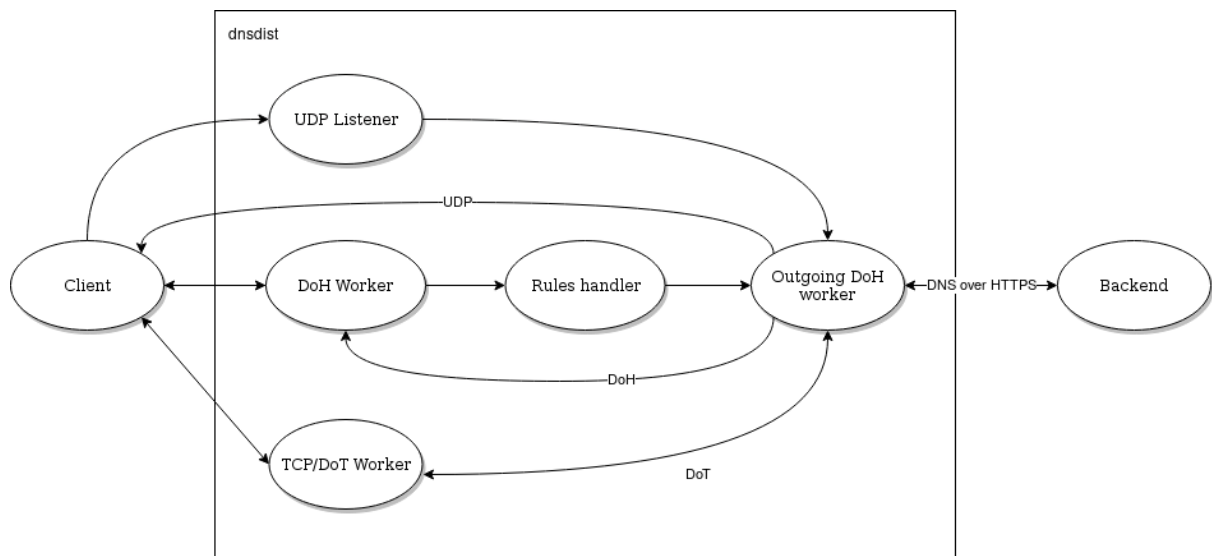 dnsdist
UDP Listener
UDP
Client
DoH Worker
Rules handler
Outgoing DoH
worker
DNS over HTTPS
Backend
DoH
TCP/DoT Worker
DoT